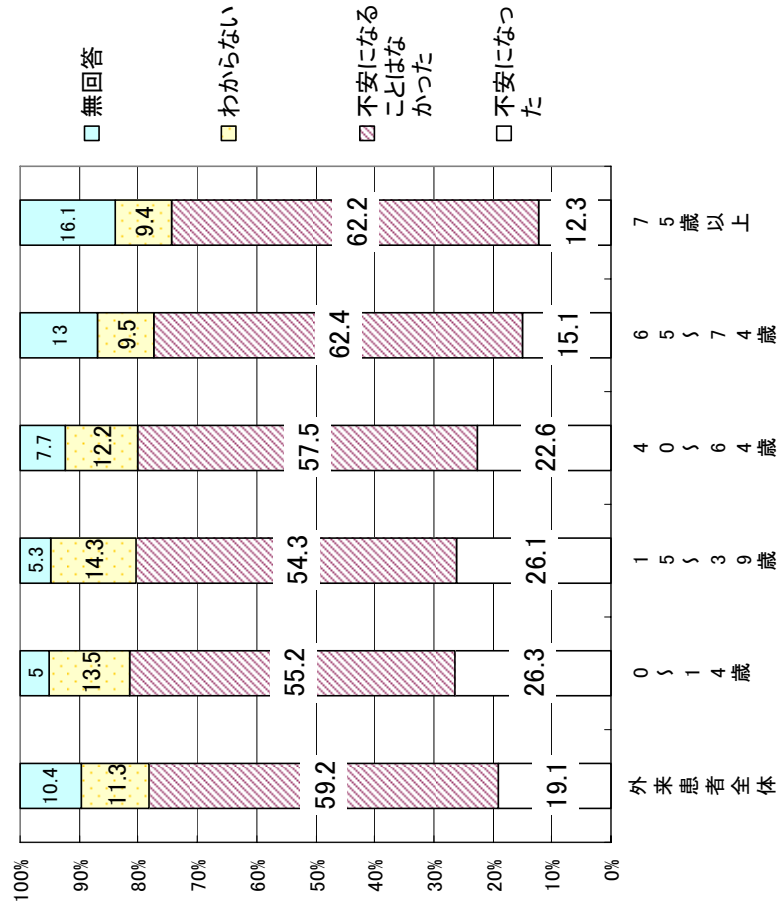 100%
90%
80%
70%
60%
50%
40%
30%
20%
10%
0%
10.4
11.3
59.2
19.1
5
13.5
55.2
26.3
5.3
14.3
54.3
26.1
7.7
12.2
57.5
22.6
13
9.5
62.4
15.1
16.1
9.4
62.2
12.3
外来患者全体
0～14歳
15～39歳
40～64歳
65～74歳
75歳以上
無回答
わからない
不安になる
ことはな
かった
不安になっ
た